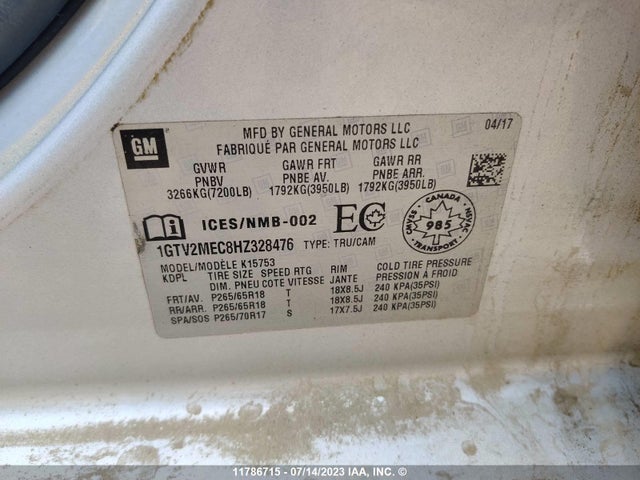 GM
MFD BY GENERAL MOTORS LLC 04/17
FABRIQUÉ PAR GENERAL MOTORS LLC
GVWR GAWR FRT GAWR RR
PNBV PNBE AV. PNBE ARR.
3266KG(7200LB) 1792KG(3950LB) 1792KG(3950LB)
i ICES/NMB-002 EC
CANADA
CMVSS 985 NSVAC
TRANSPORT
1GTV2MEC8HZ328476 TYPE: TRU/CAM
MODEL/MODÈLE K15753
KDPL TIRE SIZE SPEED RTG RIM COLD TIRE PRESSURE
DIM. PNEU COTE VITESSE JANTE PRESSION À FROID
FRT/AV. P265/65R18 T 18X8.5J 240 KPA(35PSI)
RR/ARR. P265/65R18 T 18X8.5J 240 KPA(35PSI)
SPA/SOS P265/70R17 S 17X7.5J 240 KPA(35PSI)
11786715 - 07/14/2023 IAA, Inc. ©